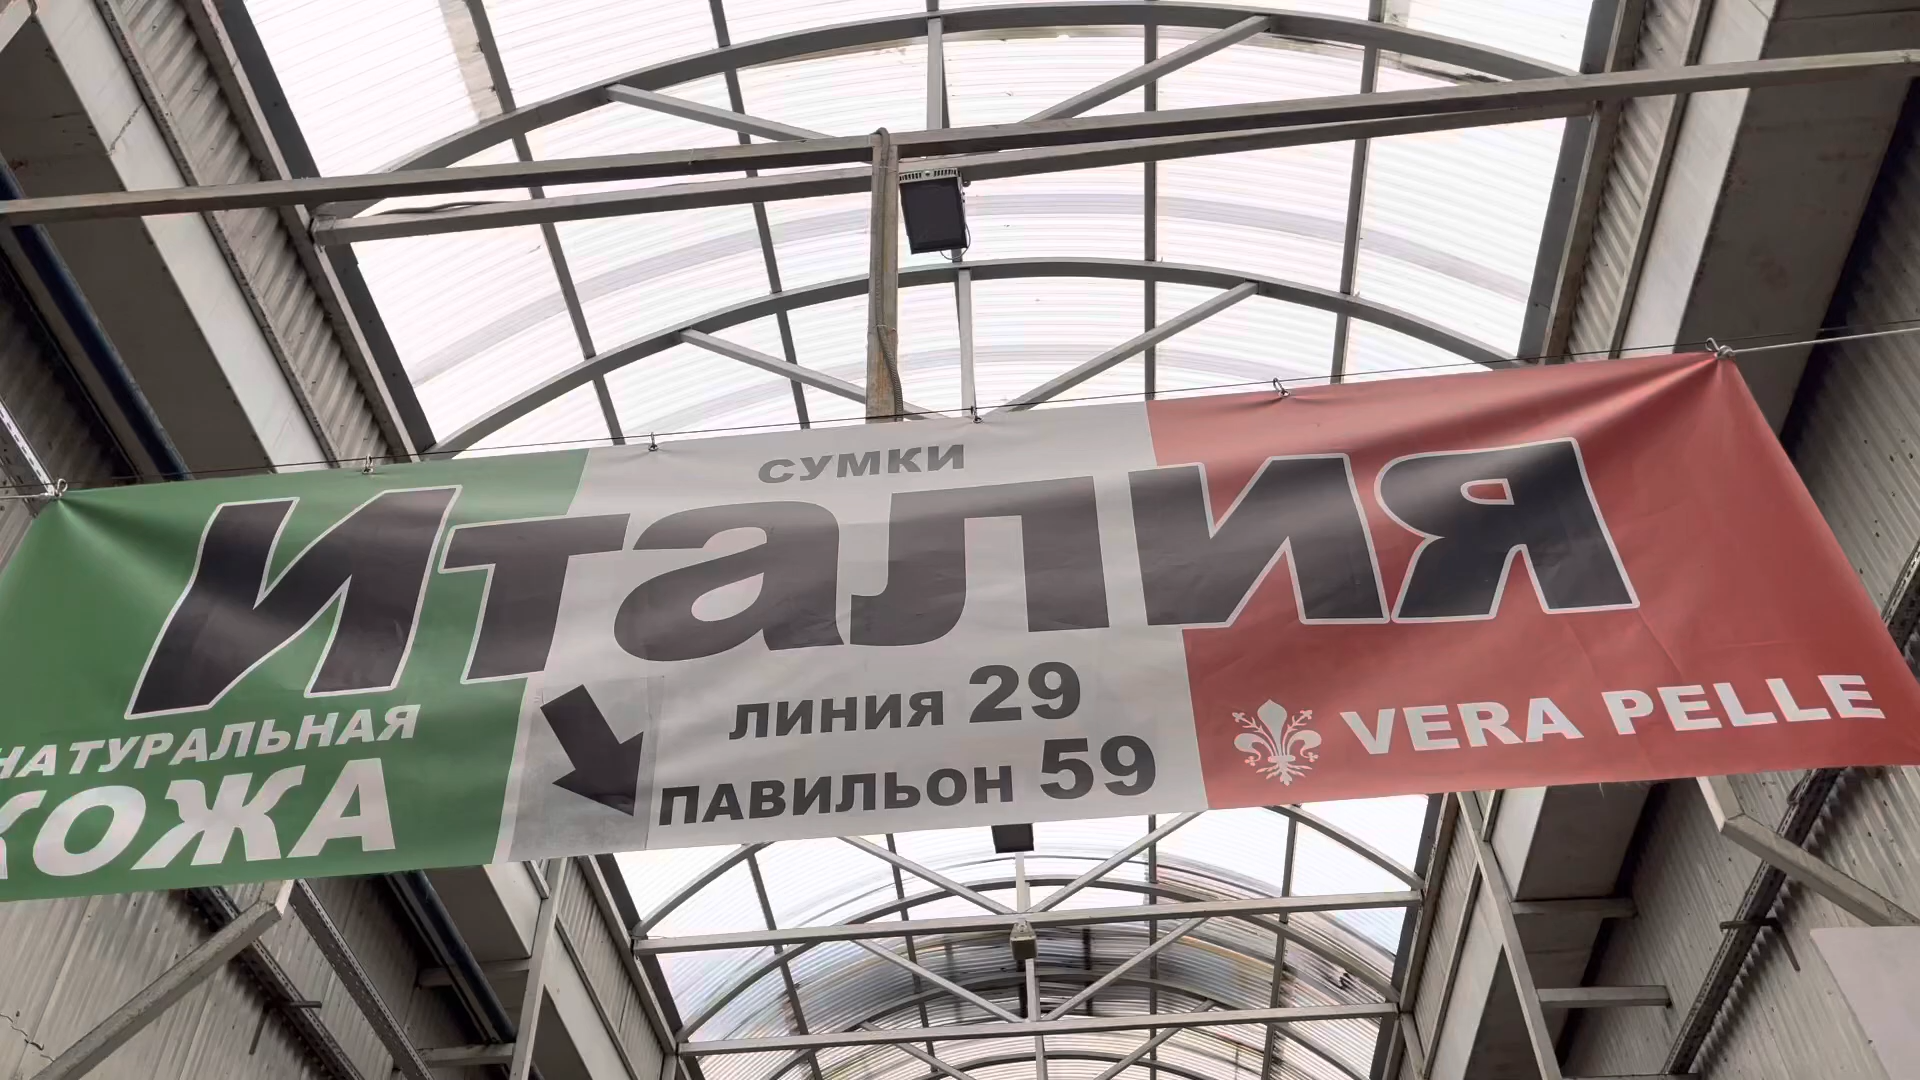 СУМКИ
Италия
НАТУРАЛЬНАЯ
КОЖА
ЛИНИЯ 29
ПАВИЛЬОН 59
VERA PELLE